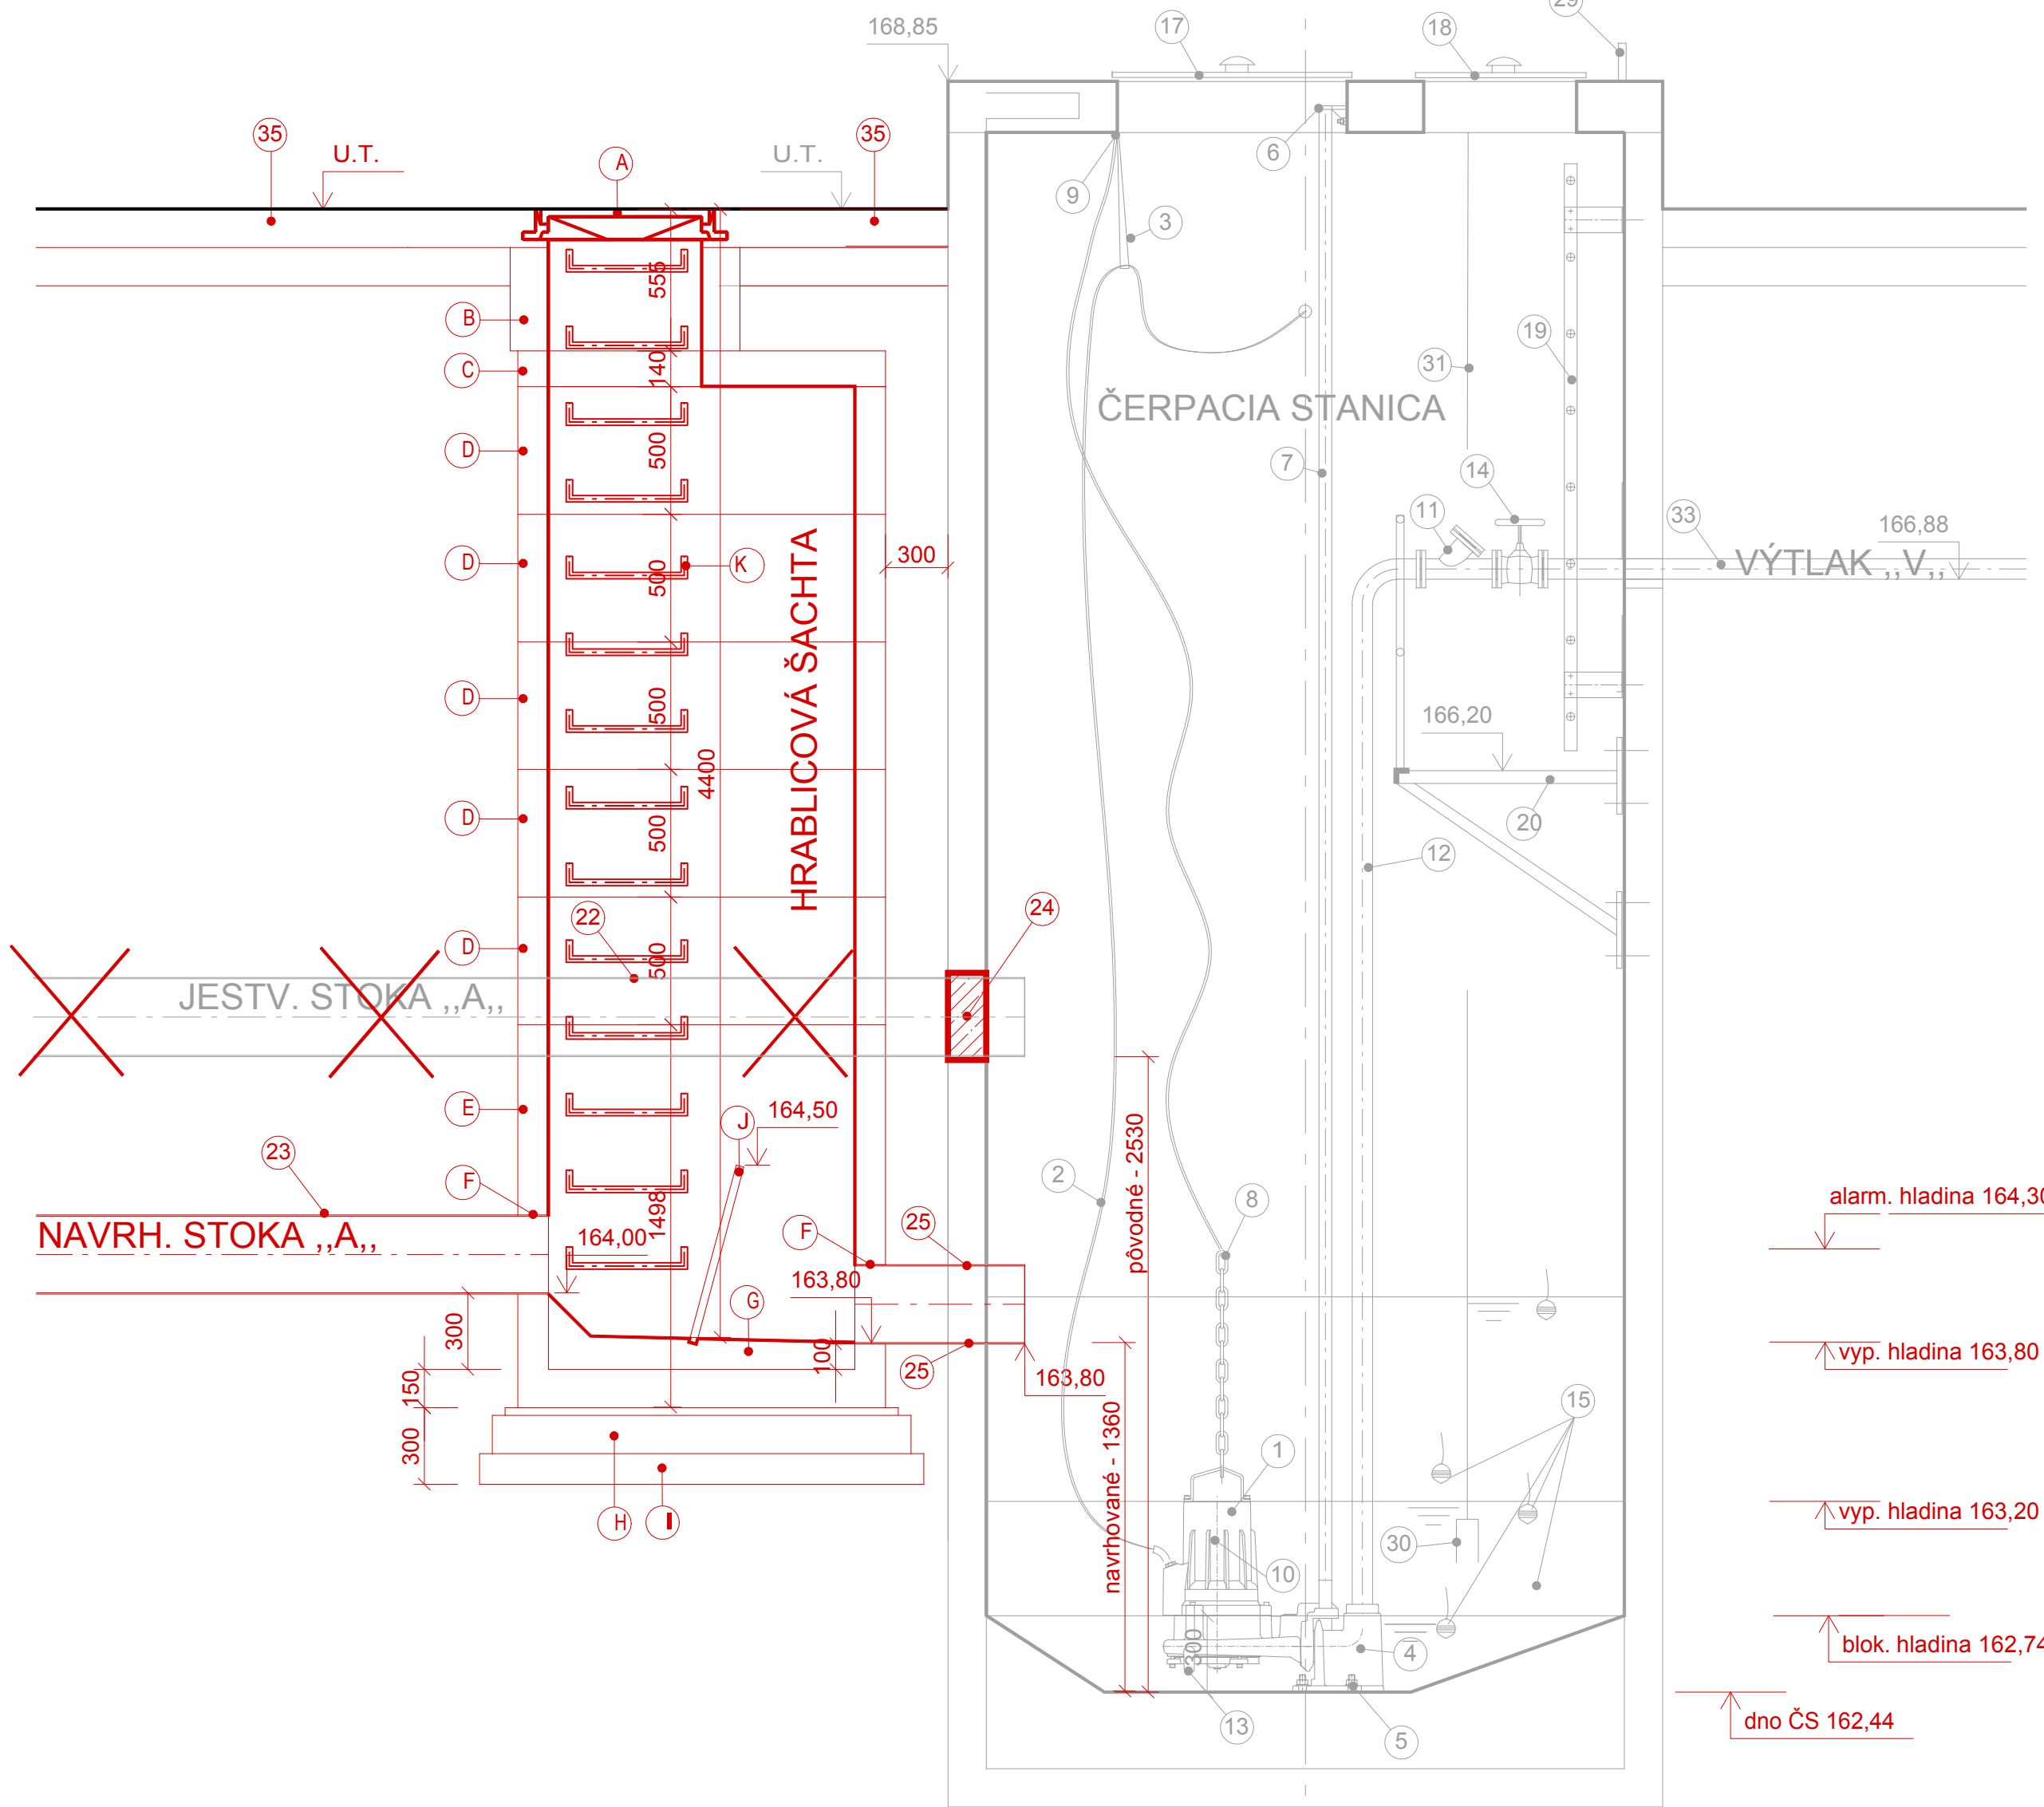 29
168,85
17
18
35
U.T.
A
U.T.
35
6
9
3
555
B
140
C
19
31
ČERPACIA STANICA
D
500
7
14
11
33
166,88
VÝTLAK ,,V,,
D
500
K
300
HRABLICOVÁ ŠACHTA
D
500
166,20
4400
D
500
20
12
22
24
D
500
JESTV. STOKA ,,A,,
E
J
164,50
pôvodné - 2530
23
F
2
8
1498
alarm. hladina 164,30
NAVRH. STOKA ,,A,,
164,00
F
25
163,80
G
300
100
25
163,80
vyp. hladina 163,80
150
navrhované - 1360
15
300
1
H
I
vyp. hladina 163,20
30
10
300
4
blok. hladina 162,74
13
5
dno ČS 162,44